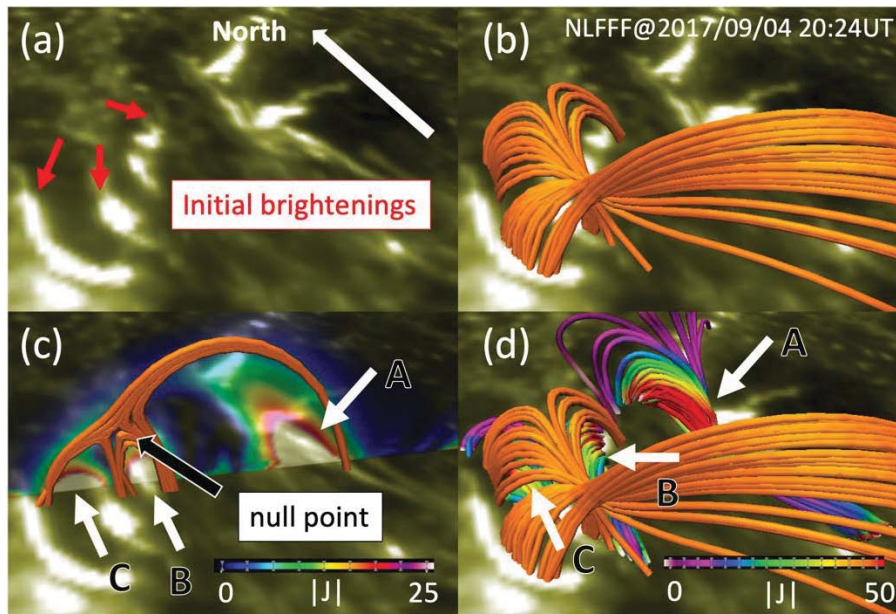 (a)
North
Initial brightenings
(b)
NLFFF@2017/09/04 20:24UT
(c)
A
null point
C
B
0 |J| 25
(d)
A
B
C
0 |J| 50